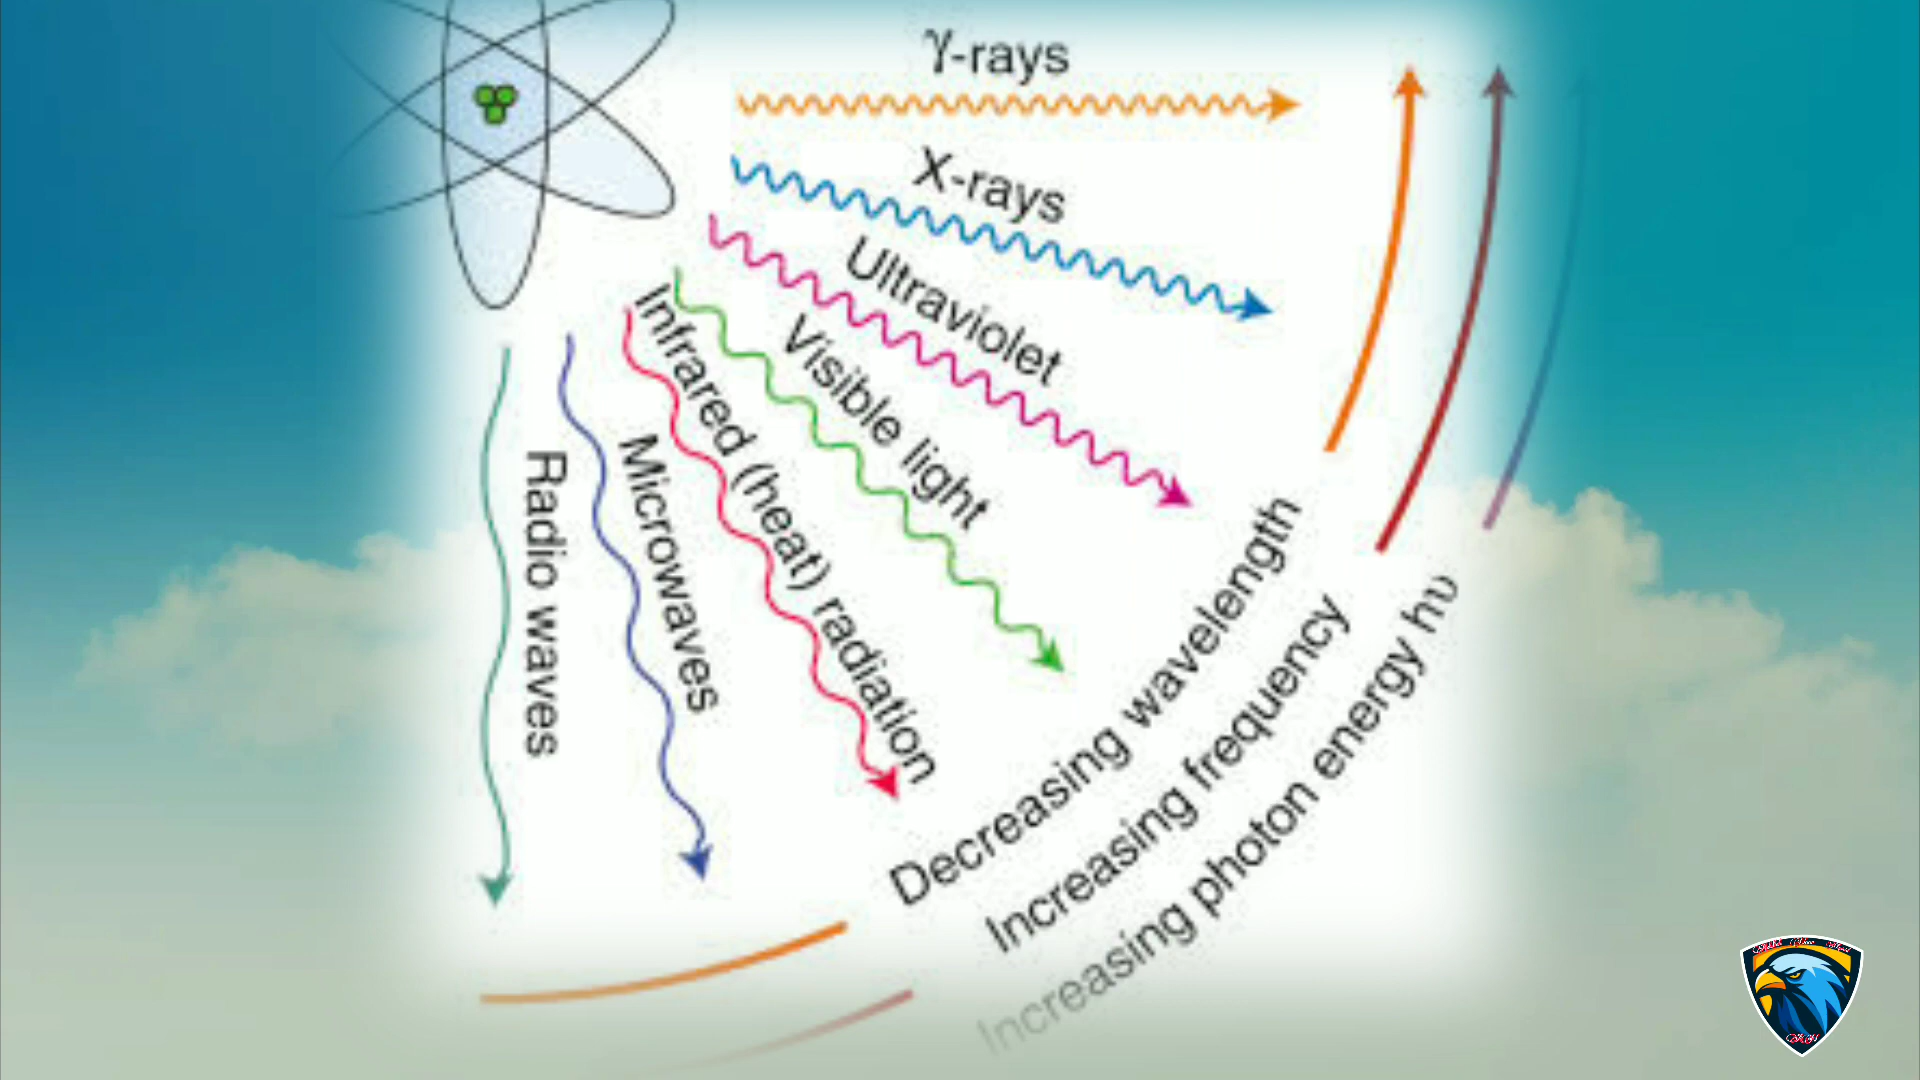 γ-rays
X-rays
Ultraviolet
Visible light
Infrared (heat) radiation
Microwaves
Radio waves
Decreasing wavelength
Increasing frequency
Increasing photon energy hυ